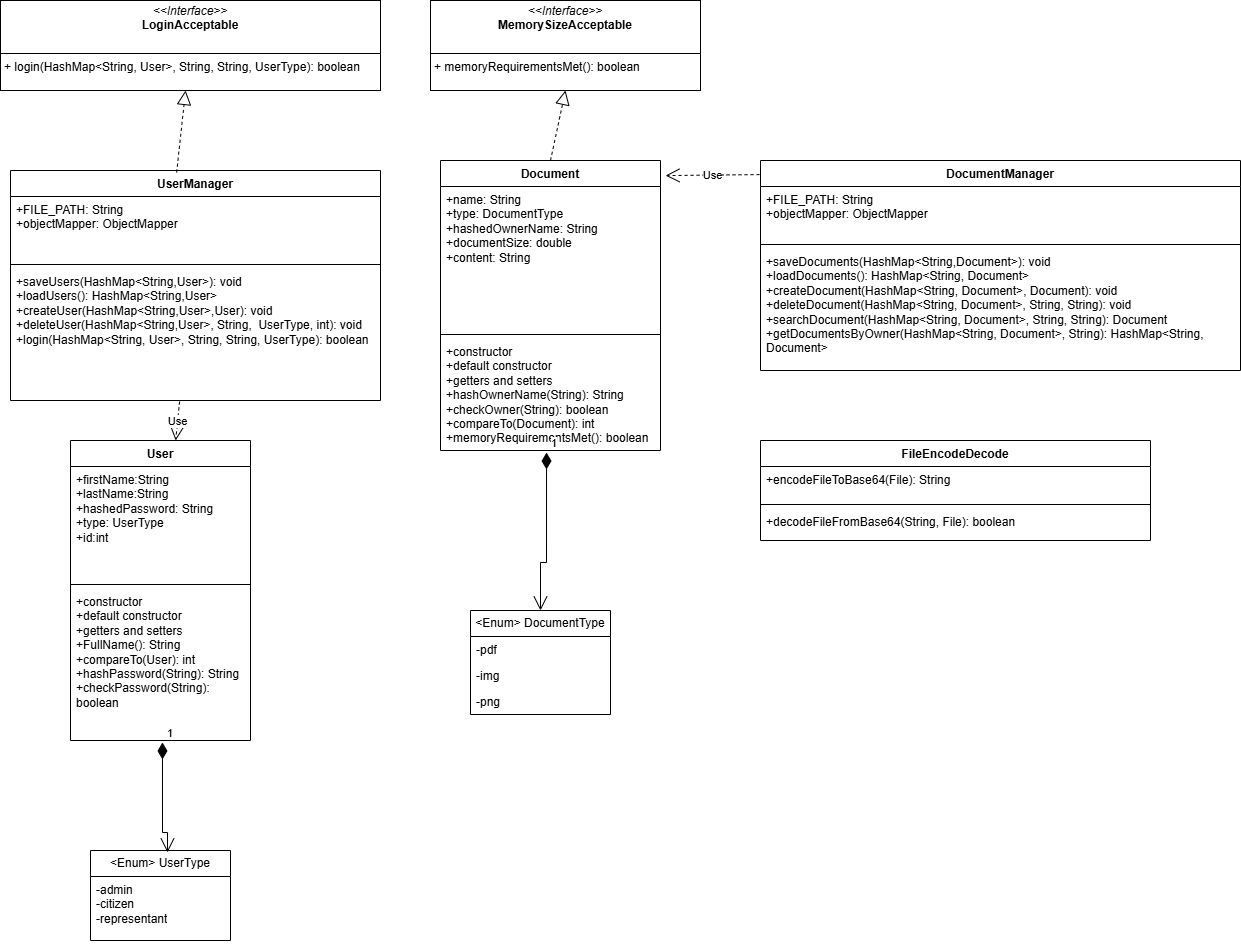 <<Interface>>
LoginAcceptable
+ login(HashMap<String, User>, String, String, UserType): boolean
<<Interface>>
MemorySizeAcceptable
+ memoryRequirementsMet(): boolean
UserManager
+FILE_PATH: String
+objectMapper: ObjectMapper
+saveUsers(HashMap<String,User>): void
+loadUsers(): HashMap<String,User>
+createUser(HashMap<String,User>,User): void
+deleteUser(HashMap<String,User>, String,  UserType, int): void
+login(HashMap<String, User>, String, String, UserType): boolean
Document
+name: String
+type: DocumentType
+hashedOwnerName: String
+documentSize: double
+content: String
+constructor
+default constructor
+getters and setters
+hashOwnerName(String): String
+checkOwner(String): boolean
+compareTo(Document): int
+memoryRequirementsMet(): boolean
1
Use
DocumentManager
+FILE_PATH: String
+objectMapper: ObjectMapper
+saveDocuments(HashMap<String,Document>): void
+loadDocuments(): HashMap<String, Document>
+createDocument(HashMap<String, Document>, Document): void
+deleteDocument(HashMap<String, Document>, String, String): void
+searchDocument(HashMap<String, Document>, String, String): Document
+getDocumentsByOwner(HashMap<String, Document>, String): HashMap<String,
Document>
Use
User
+firstName:String
+lastName:String
+hashedPassword: String
+type: UserType
+id:int
+constructor
+default constructor
+getters and setters
+FullName(): String
+compareTo(User): int
+hashPassword(String): String
+checkPassword(String):
boolean
1
FileEncodeDecode
+encodeFileToBase64(File): String
+decodeFileFromBase64(String, File): boolean
<Enum> DocumentType
-pdf
-img
-png
<Enum> UserType
-admin
-citizen
-representant